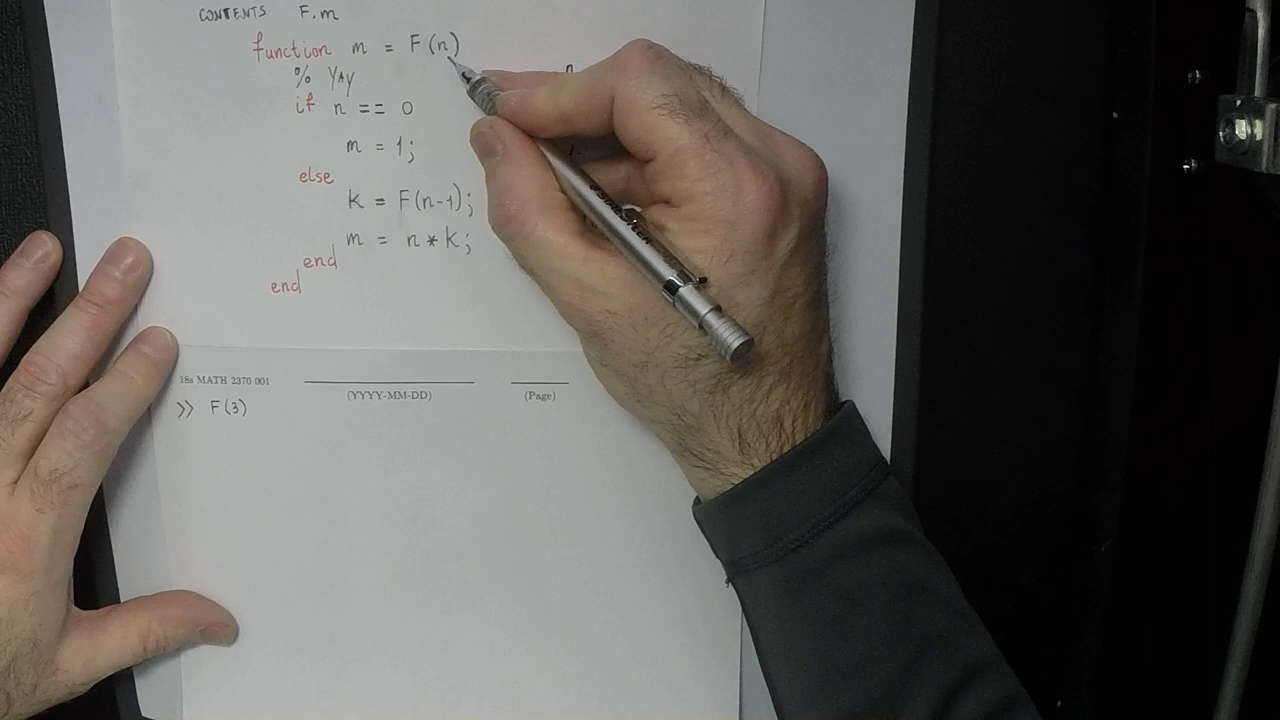 CONTENTS F.m
function m = F(n)
% YAY
if n == 0
m = 1;
else
k = F(n-1);
m = n * k;
end
end
18s MATH 2370 001
(YYYY-MM-DD)
(Page)
>> F(3)